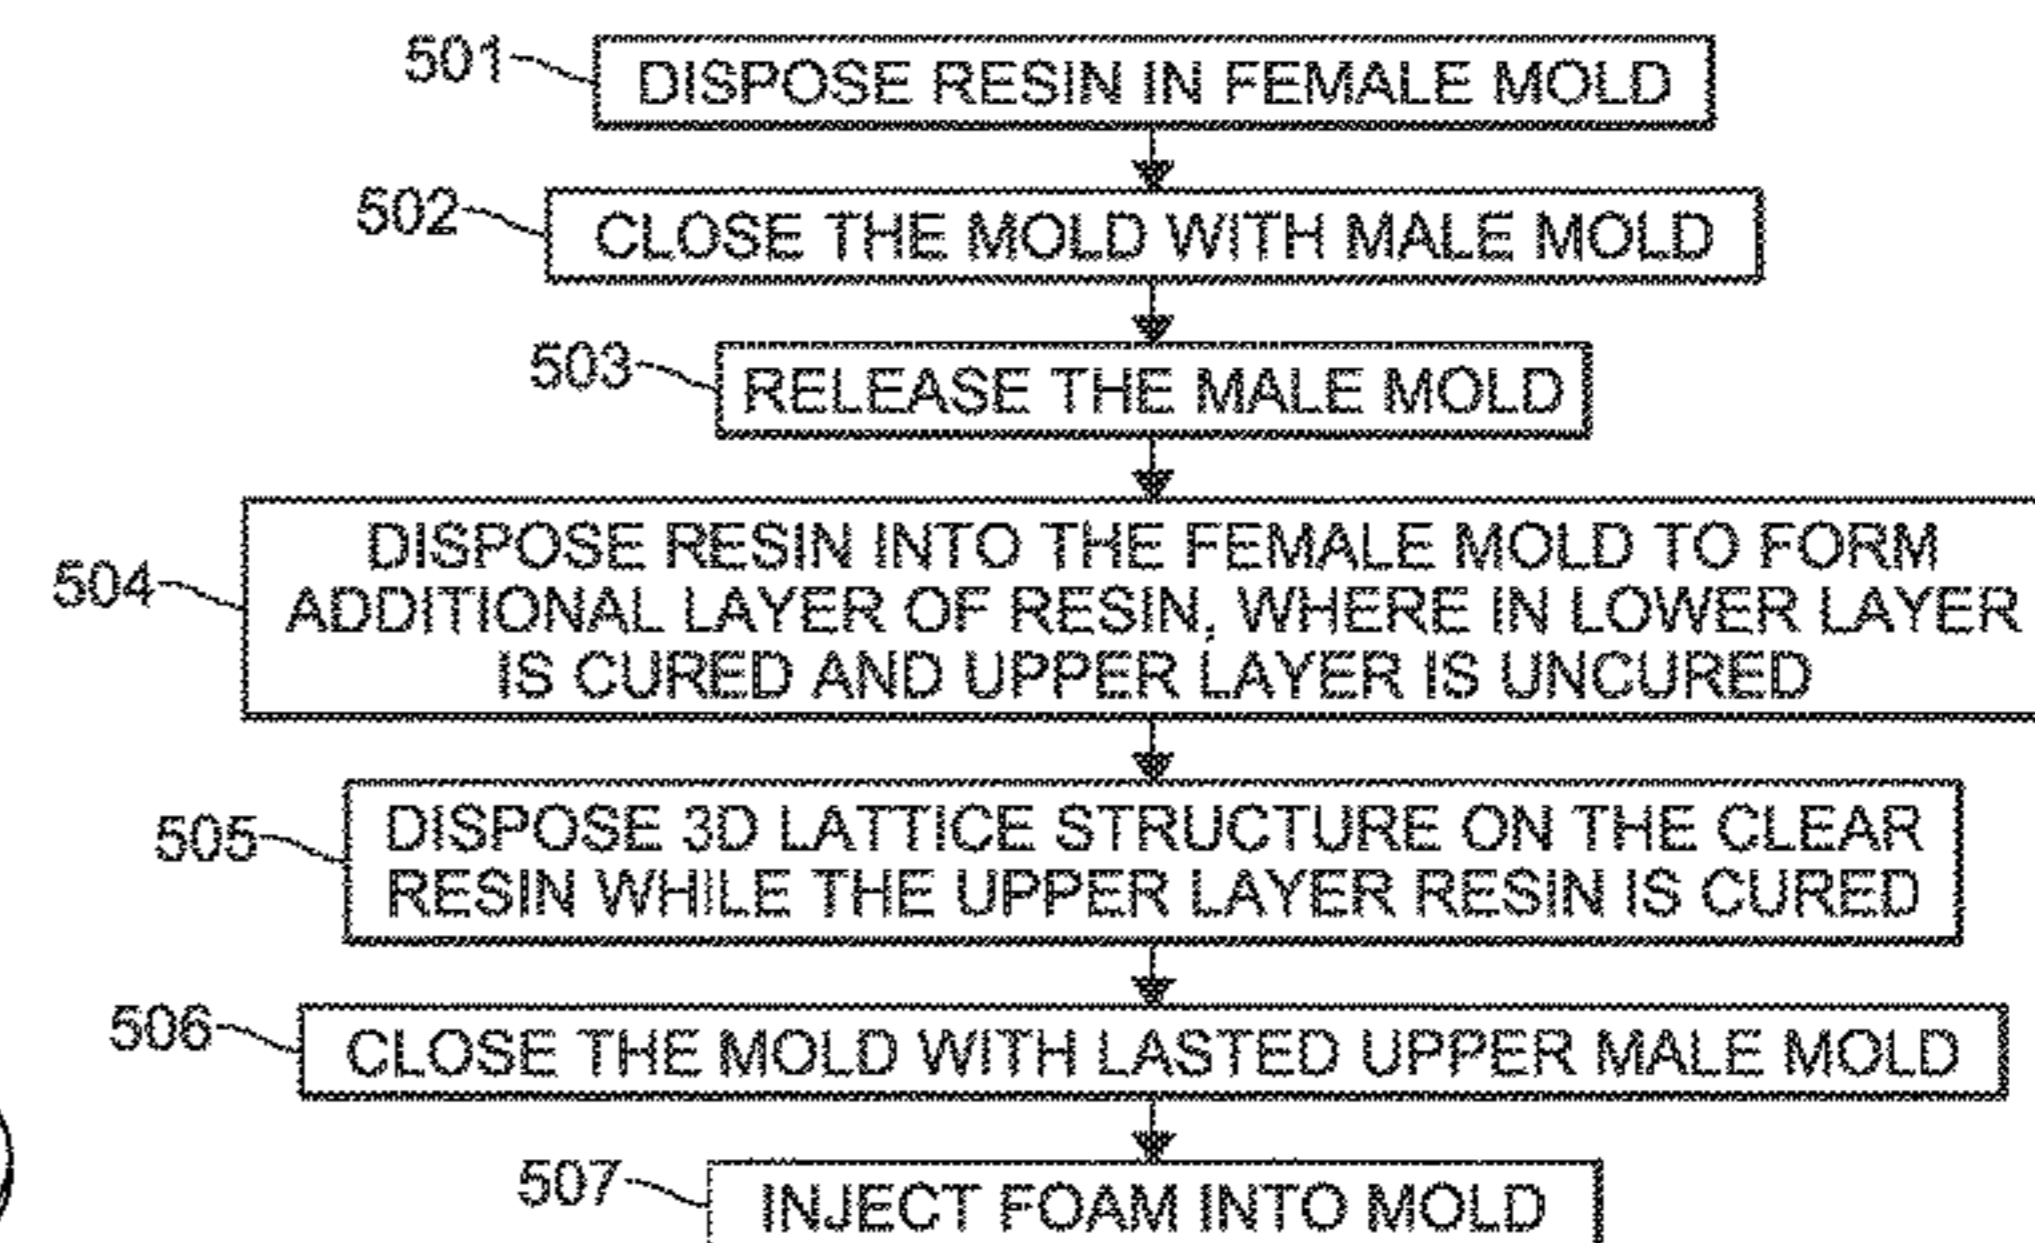 501 DISPOSE RESIN IN FEMALE MOLD
502 CLOSE THE MOLD WITH MALE MOLD
503 RELEASE THE MALE MOLD
DISPOSE RESIN INTO THE FEMALE MOLD TO FORM
504 ADDITIONAL LAYER OF RESIN, WHERE IN LOWER LAYER
IS CURED AND UPPER LAYER IS UNCURED
505 DISPOSE 3D LATTICE STRUCTURE ON THE CLEAR
RESIN WHILE THE UPPER LAYER RESIN IS CURED
506 CLOSE THE MOLD WITH LASTED UPPER MALE MOLD
507 INJECT FOAM INTO MOLD